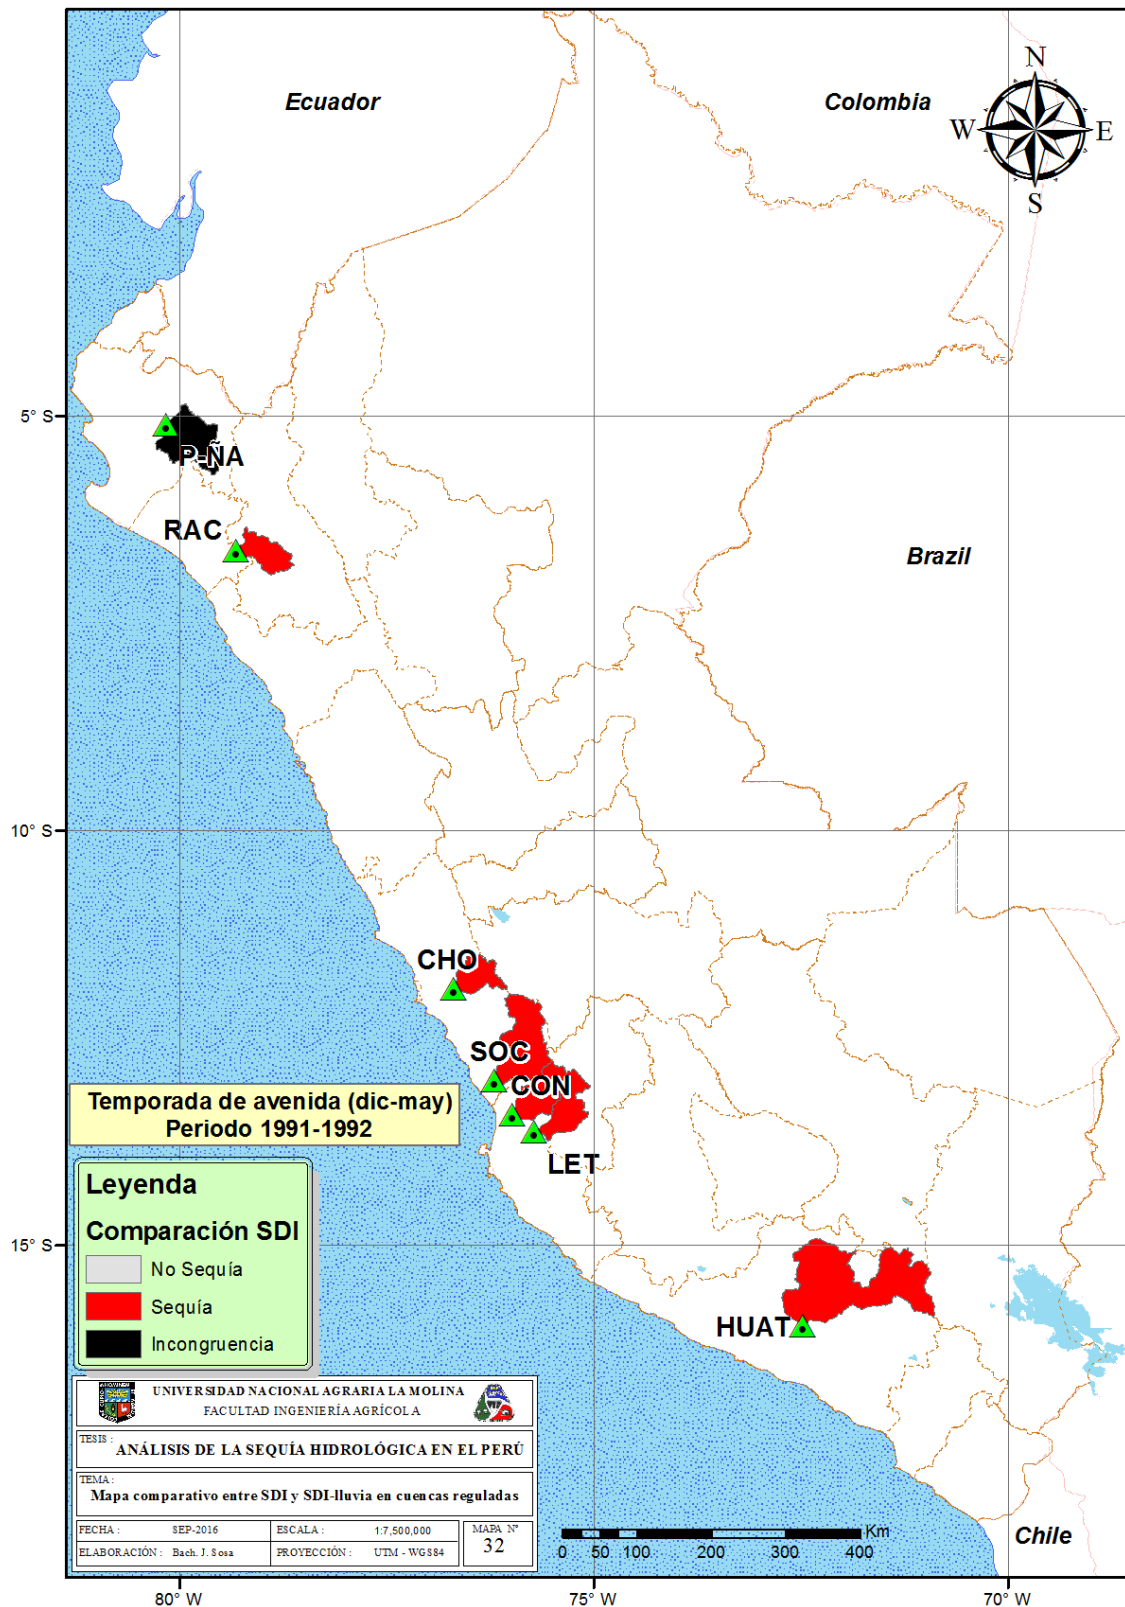 Ecuador
Colombia
N
W
E
S
5° S
P-ÑA
RAC
Brazil
10° S
CHO
SOC
CON
LET
Temporada de avenida (dic-may)
Periodo 1991-1992
Leyenda
Comparación SDI
No Sequía
Sequía
Incongruencia
15° S
HUAT
UNIVERSIDAD NACIONAL AGRARIA LA MOLINA
FACULTAD INGENIERÍA AGRÍCOLA
TESIS : ANÁLISIS DE LA SEQUÍA HIDROLÓGICA EN EL PERÚ
TEMA :
Mapa comparativo entre SDI y SDI-lluvia en cuencas reguladas
FECHA : SEP-2016 ESCALA : 1:7,500,000 MAPA N°
32
ELABORACIÓN : Bach. J. Sosa PROYECCIÓN : UTM - WGS84
Km
0 50 100 200 300 400
Chile
80° W 75° W 70° W